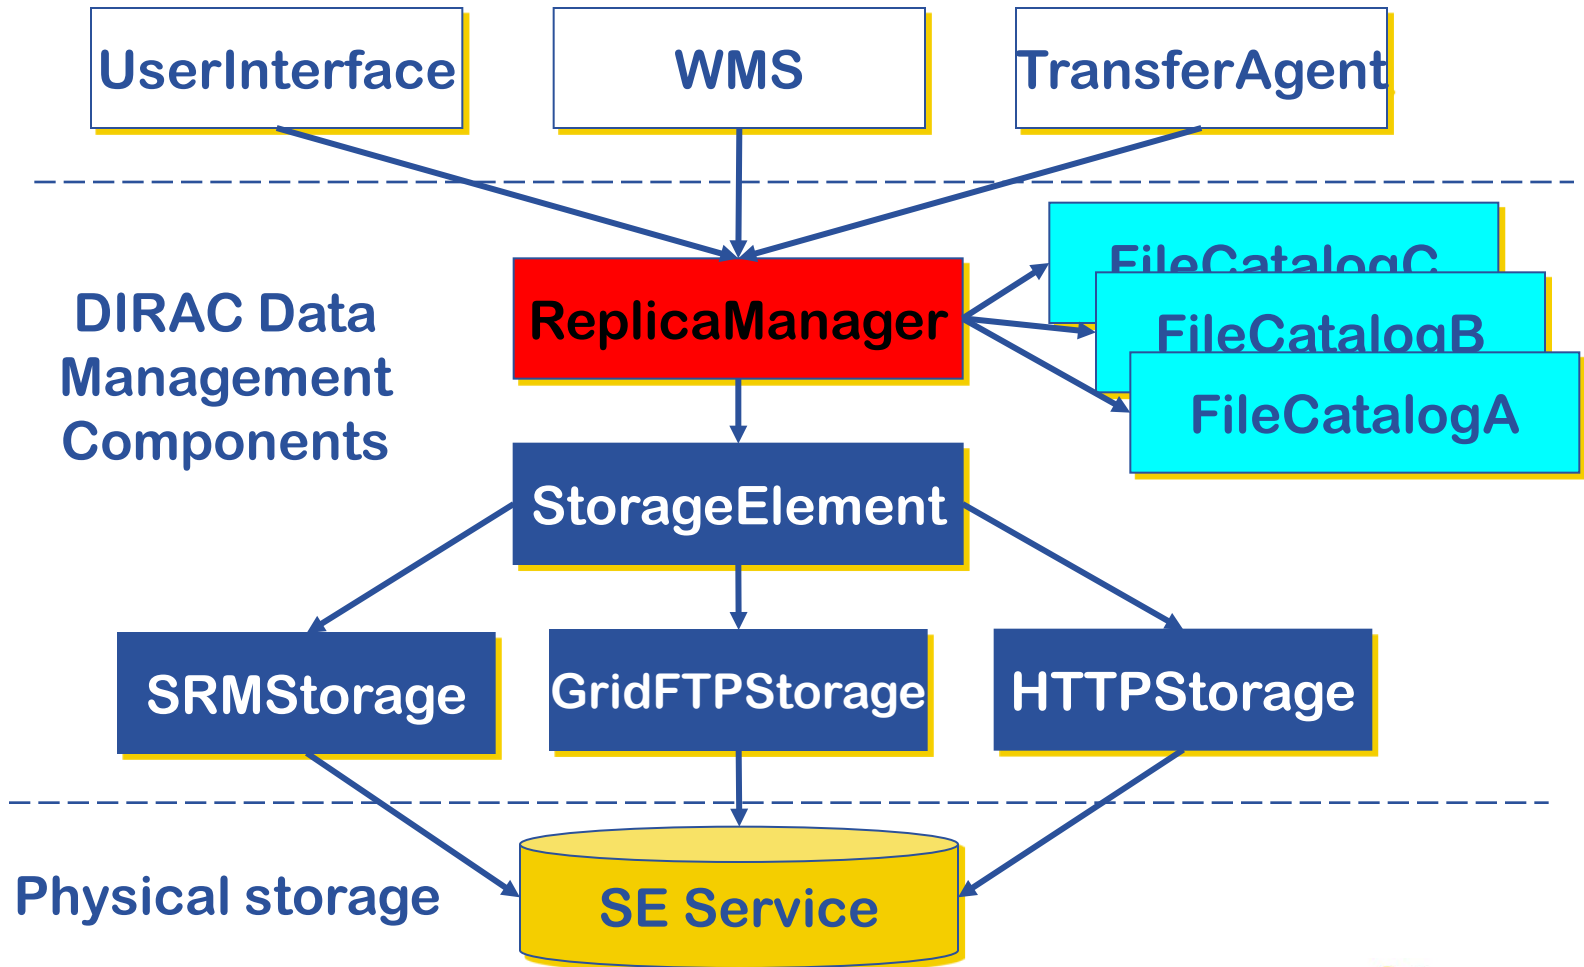 UserInterface
WMS
TransferAgent
FileCatalogC
FileCatalogB
FileCatalogA
ReplicaManager
DIRAC Data
Management
Components
StorageElement
SRMStorage
GridFTPStorage
HTTPStorage
Physical storage
SE Service